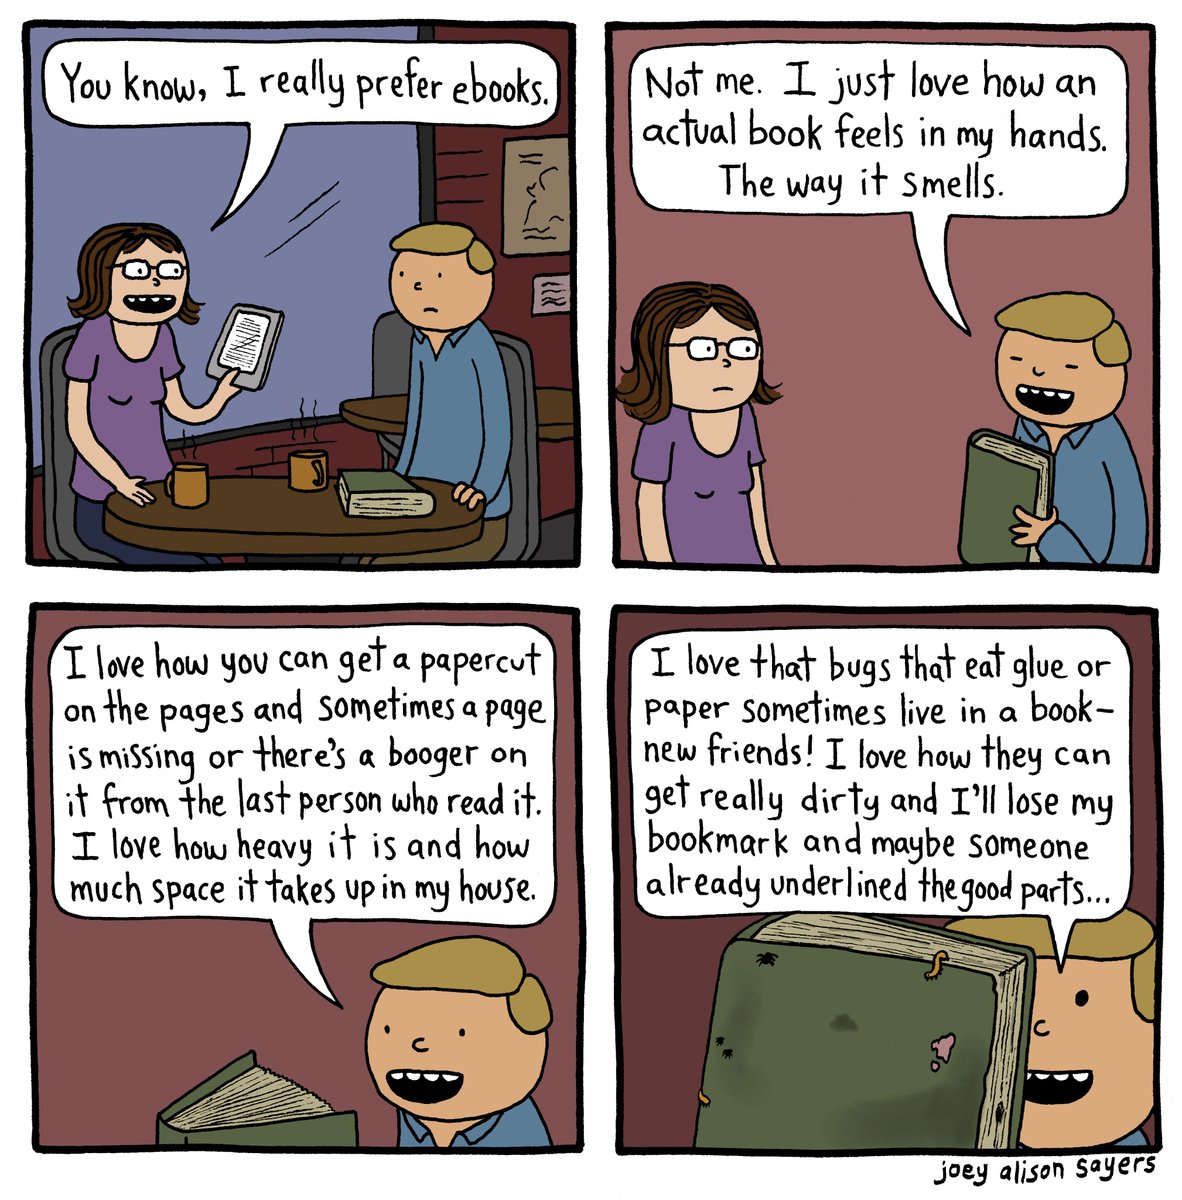 You know, I really prefer ebooks.
Not me. I just love how an
actual book feels in my hands.
The way it smells.
I love how you can get a papercut
on the pages and sometimes a page
is missing or there's a booger on
it from the last person who read it.
I love how heavy it is and how
much space it takes up in my house.
I love that bugs that eat glue or
paper sometimes live in a book-
new friends! I love how they can
get really dirty and I'll lose my
bookmark and maybe someone
already underlined the good parts...
joey alison sayers